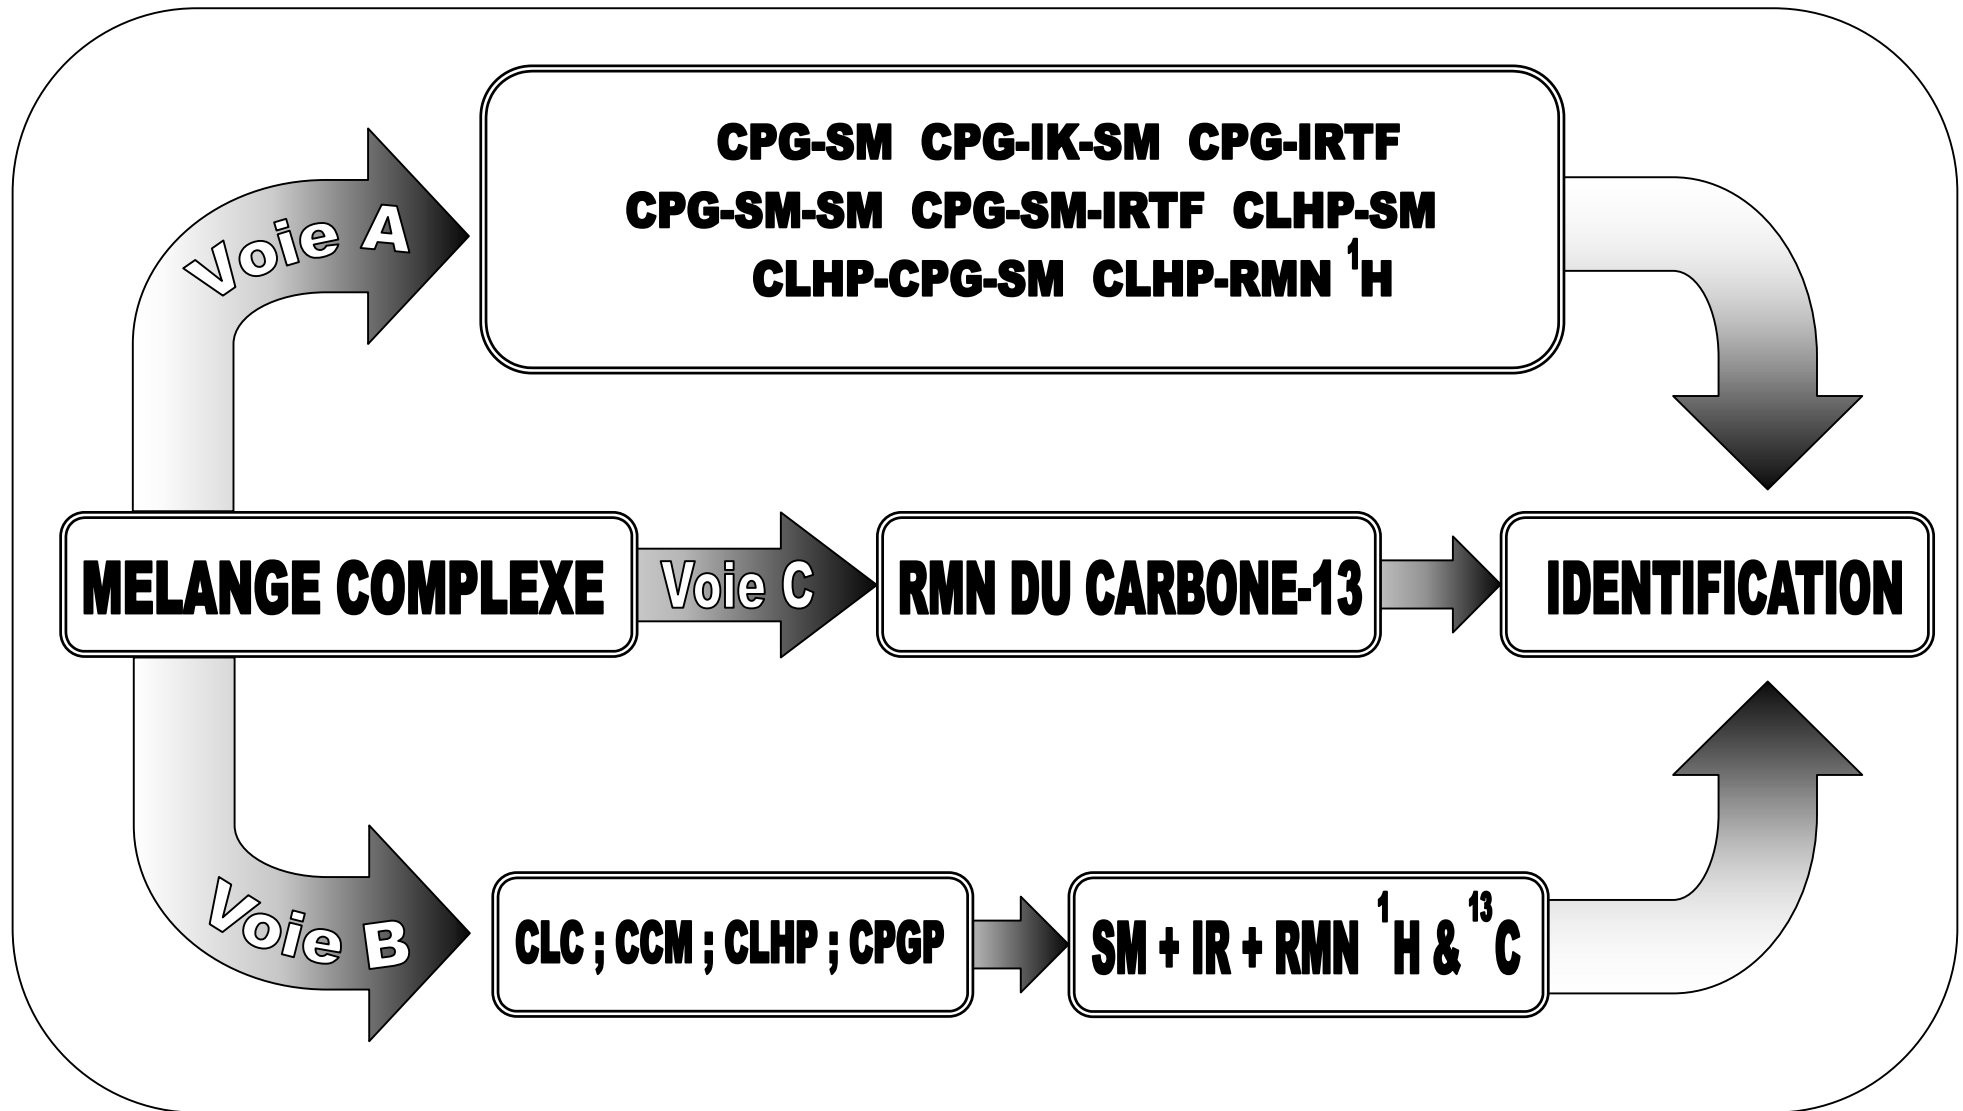 CPG-SM CPG-IK-SM CPG-IRTF
CPG-SM-SM CPG-SM-IRTF CLHP-SM
CLHP-CPG-SM CLHP-RMN ¹H
Voie A
MELANGE COMPLEXE
Voie C
RMN DU CARBONE-13
IDENTIFICATION
Voie B
CLC ; CCM ; CLHP ; CPGP
SM + IR + RMN ¹H & ¹³C